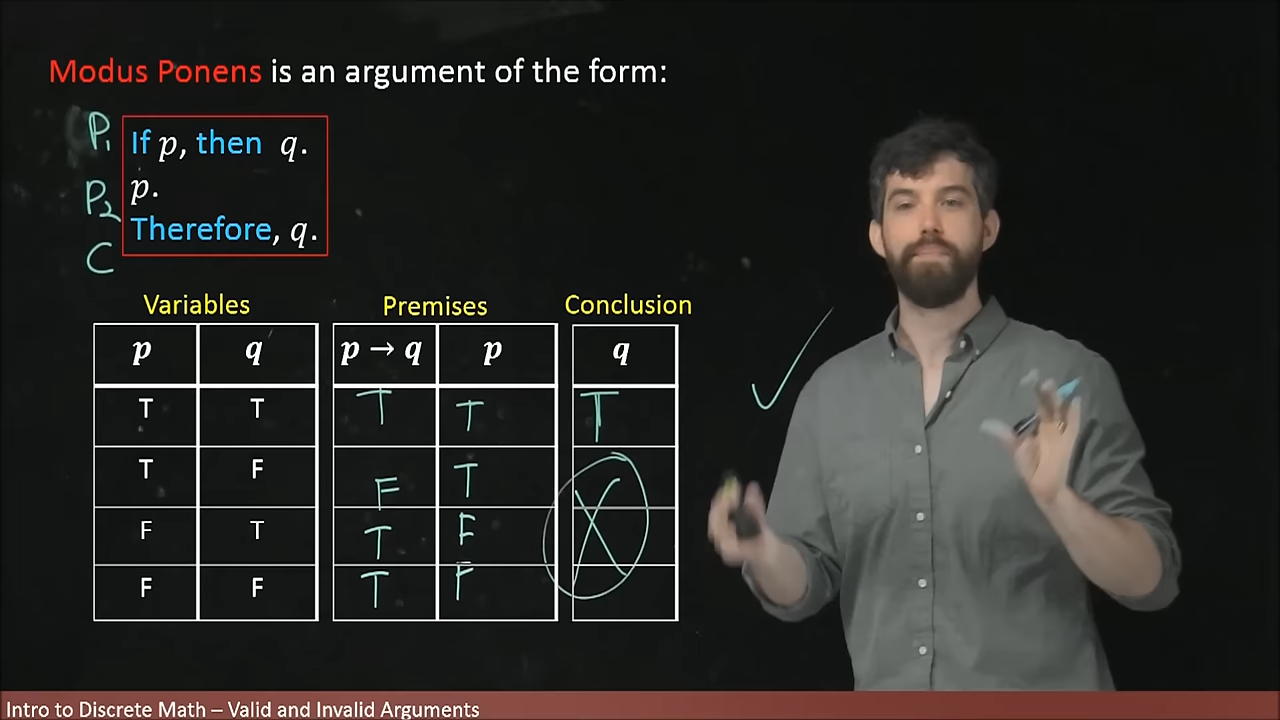 Modus Ponens is an argument of the form:
P₁ If p, then q.
P₂ p.
C Therefore, q.
Variables Premises Conclusion
p q p → q p q
T T T T T
T F F T X
F T T F
F F T F
Intro to Discrete Math – Valid and Invalid Arguments